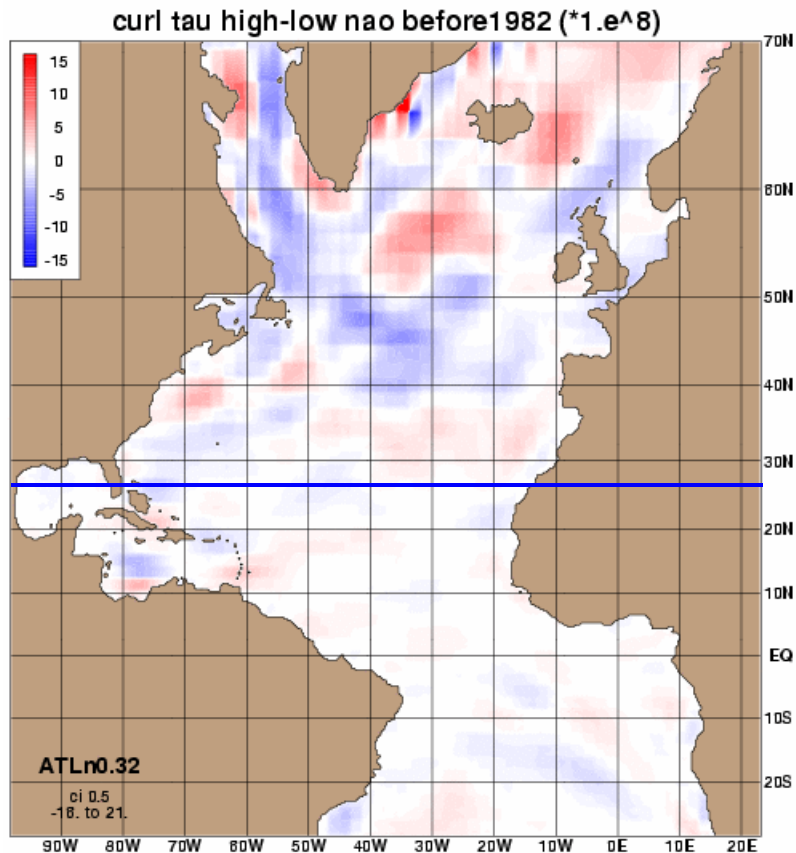 curl tau high-low nao before1982 (*1.e^8)
15
10
5
0
-5
-10
-15
70N
60N
50N
40N
30N
20N
10N
EQ
10S
20S
ATLn0.32
ci 0.5
-16. to 21.
90W 80W 70W 60W 50W 40W 30W 20W 10W 0E 10E 20E